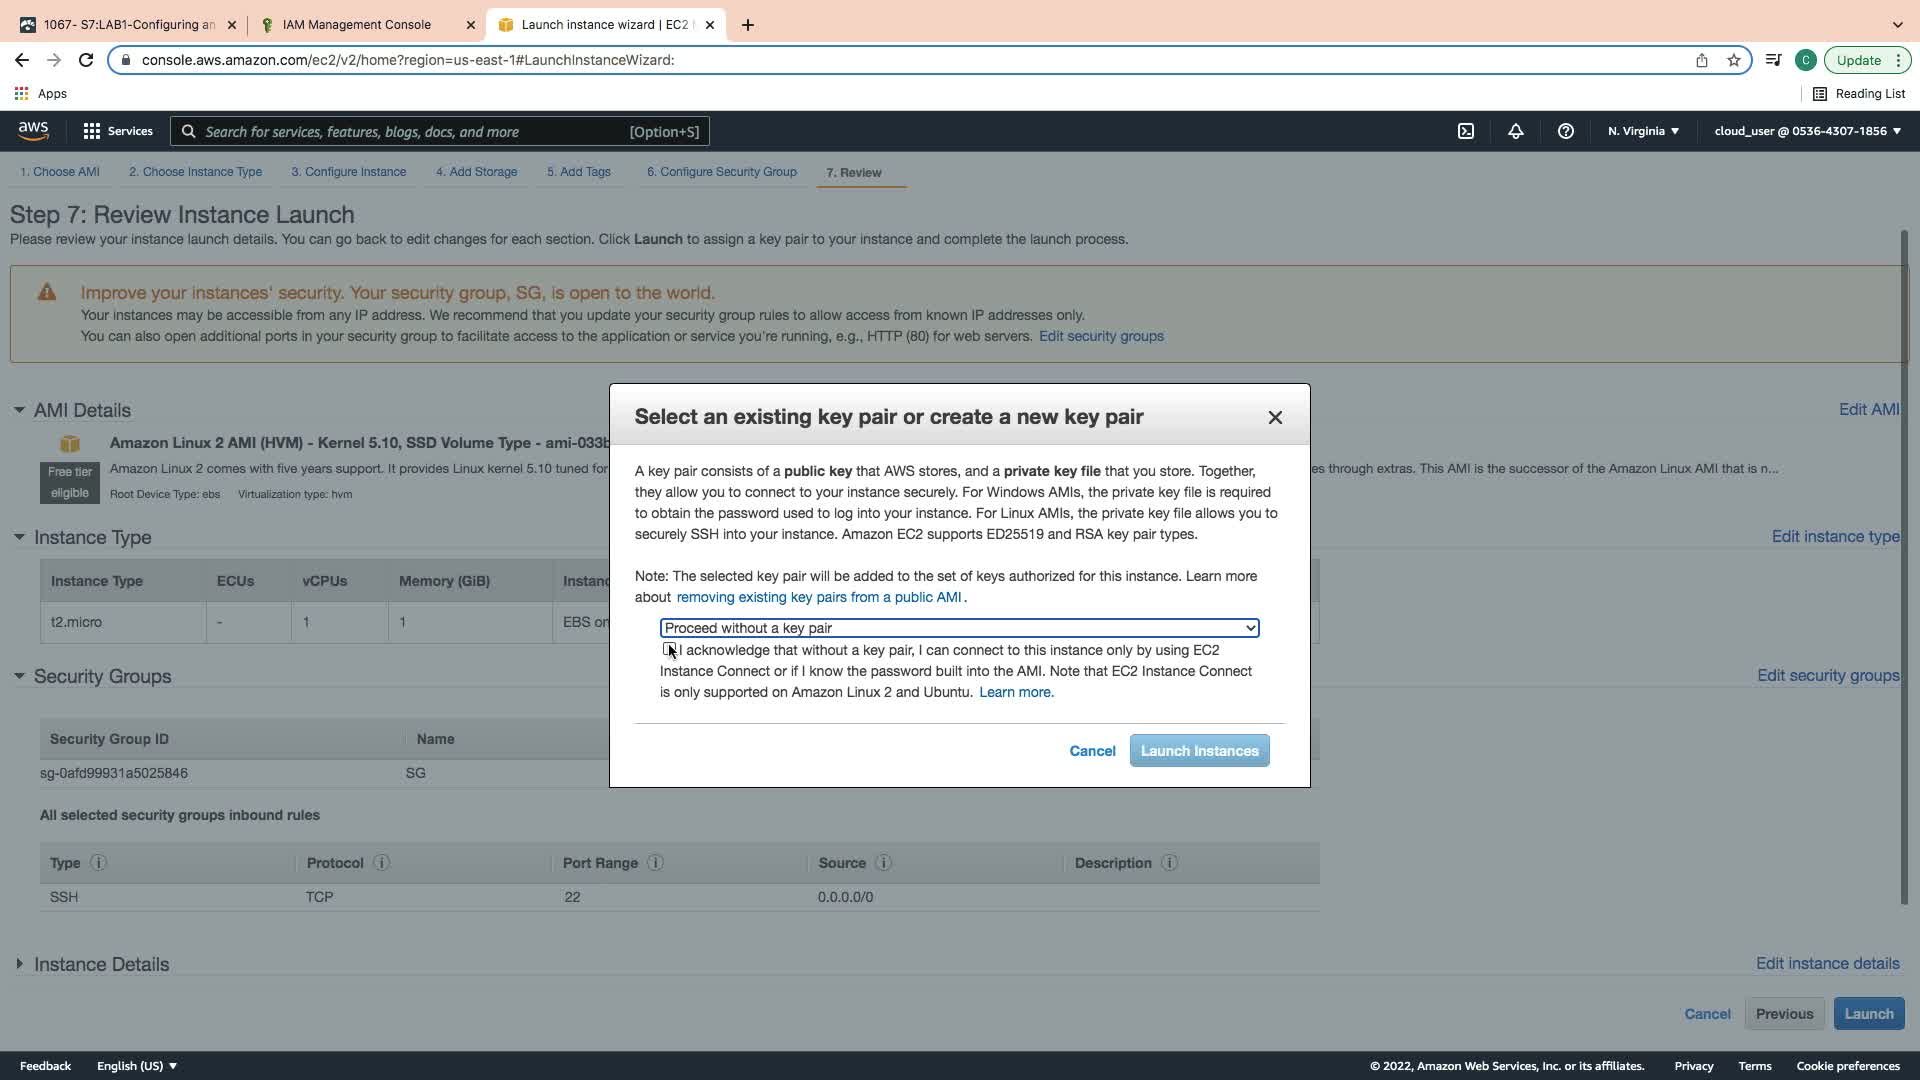 1067- S7:LAB1-Configuring an
IAM Management Console
Launch instance wizard | EC2
console.aws.amazon.com/ec2/v2/home?region=us-east-1#LaunchInstanceWizard:
C
Update
Apps
Reading List
aws
Services
Search for services, features, blogs, docs, and more
[Option+S]
N. Virginia
cloud_user @ 0536-4307-1856
1. Choose AMI
2. Choose Instance Type
3. Configure Instance
4. Add Storage
5. Add Tags
6. Configure Security Group
7. Review
Step 7: Review Instance Launch
Please review your instance launch details. You can go back to edit changes for each section. Click Launch to assign a key pair to your instance and complete the launch process.
Improve your instances' security. Your security group, SG, is open to the world.
Your instances may be accessible from any IP address. We recommend that you update your security group rules to allow access from known IP addresses only.
You can also open additional ports in your security group to facilitate access to the application or service you're running, e.g., HTTP (80) for web servers. Edit security groups
AMI Details
Edit AMI
Amazon Linux 2 AMI (HVM) - Kernel 5.10, SSD Volume Type - ami-033b
Free tier
eligible
Amazon Linux 2 comes with five years support. It provides Linux kernel 5.10 tuned for
es through extras. This AMI is the successor of the Amazon Linux AMI that is n...
Root Device Type: ebs Virtualization type: hvm
Select an existing key pair or create a new key pair
A key pair consists of a public key that AWS stores, and a private key file that you store. Together,
they allow you to connect to your instance securely. For Windows AMIs, the private key file is required
to obtain the password used to log into your instance. For Linux AMIs, the private key file allows you to
securely SSH into your instance. Amazon EC2 supports ED25519 and RSA key pair types.
Note: The selected key pair will be added to the set of keys authorized for this instance. Learn more
about removing existing key pairs from a public AMI .
Proceed without a key pair
I acknowledge that without a key pair, I can connect to this instance only by using EC2
Instance Connect or if I know the password built into the AMI. Note that EC2 Instance Connect
is only supported on Amazon Linux 2 and Ubuntu. Learn more.
Cancel
Launch Instances
Instance Type
Edit instance type
Instance Type ECUs vCPUs Memory (GiB) Instanc
t2.micro - 1 1 EBS on
Security Groups
Edit security groups
Security Group ID Name
sg-0afd99931a5025846 SG
All selected security groups inbound rules
Type Protocol Port Range Source Description
SSH TCP 22 0.0.0.0/0
Instance Details
Edit instance details
Cancel
Previous
Launch
Feedback
English (US)
© 2022, Amazon Web Services, Inc. or its affiliates.
Privacy
Terms
Cookie preferences